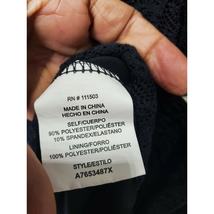 RN # 111503
MADE IN CHINA
HECHO EN CHINA
SELF/CUERPO
90% POLYESTER/POLIÉSTER
10% SPANDEX/ELASTANO
LINING/FORRO
100% POLYESTER/POLIÉSTER
STYLE/ESTILO
A7653487X